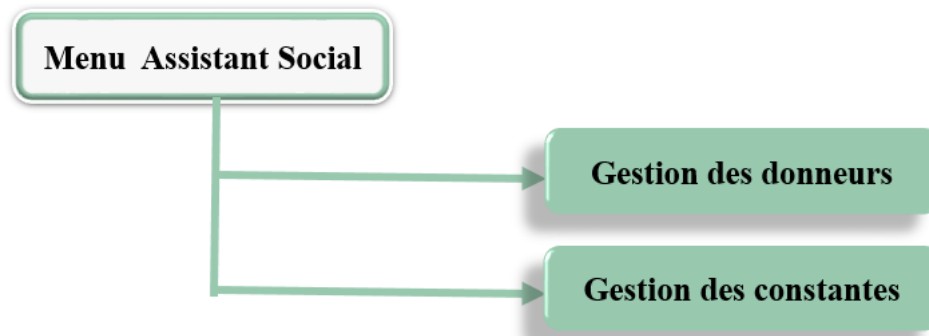 Menu Assistant Social
Gestion des donneurs
Gestion des constantes